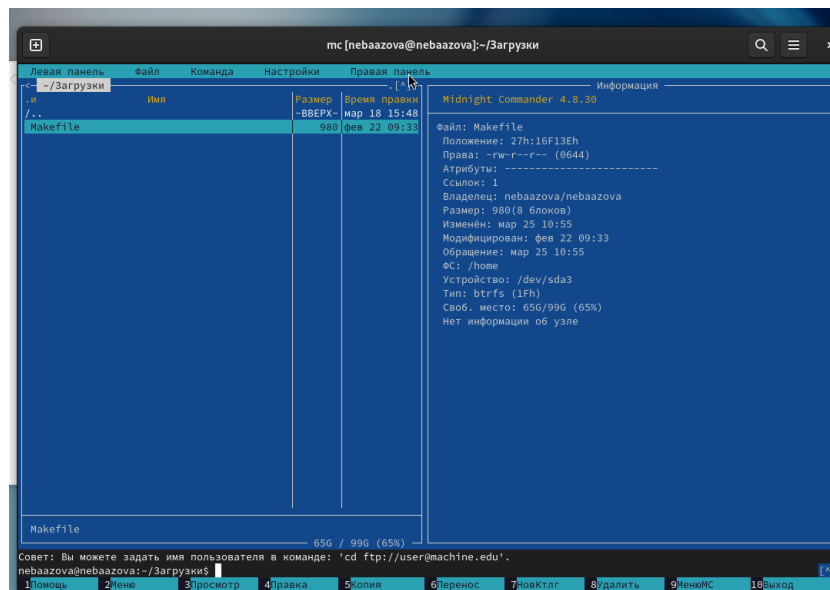 mc [nebaazova@nebaazova]:~/Загрузки
Левая панель Файл Команда Настройки Правая панель
<— ~/Загрузки .[^]
.и Имя Размер Время правки
/.. -ВВЕРХ- мар 18 15:48
Makefile 980 фев 22 09:33
Makefile
65G / 99G (65%)
Информация
Midnight Commander 4.8.30
Файл: Makefile
Положение: 27h:16F13Eh
Права: -rw-r--r-- (0644)
Атрибуты: -------------------------
Ссылок: 1
Владелец: nebaazova/nebaazova
Размер: 980(8 блоков)
Изменён: мар 25 10:55
Модифицирован: фев 22 09:33
Обращение: мар 25 10:55
ФС: /home
Устройство: /dev/sda3
Тип: btrfs (1Fh)
Своб. место: 65G/99G (65%)
Нет информации об узле
Совет: Вы можете задать имя пользователя в команде: 'cd ftp://user@machine.edu'.
nebaazova@nebaazova:~/Загрузки$ [^
1Помощь 2Меню 3Просмотр 4Правка 5Копия 6Перенос 7НовКтлг 8Удалить 9МенюМС 10Выход